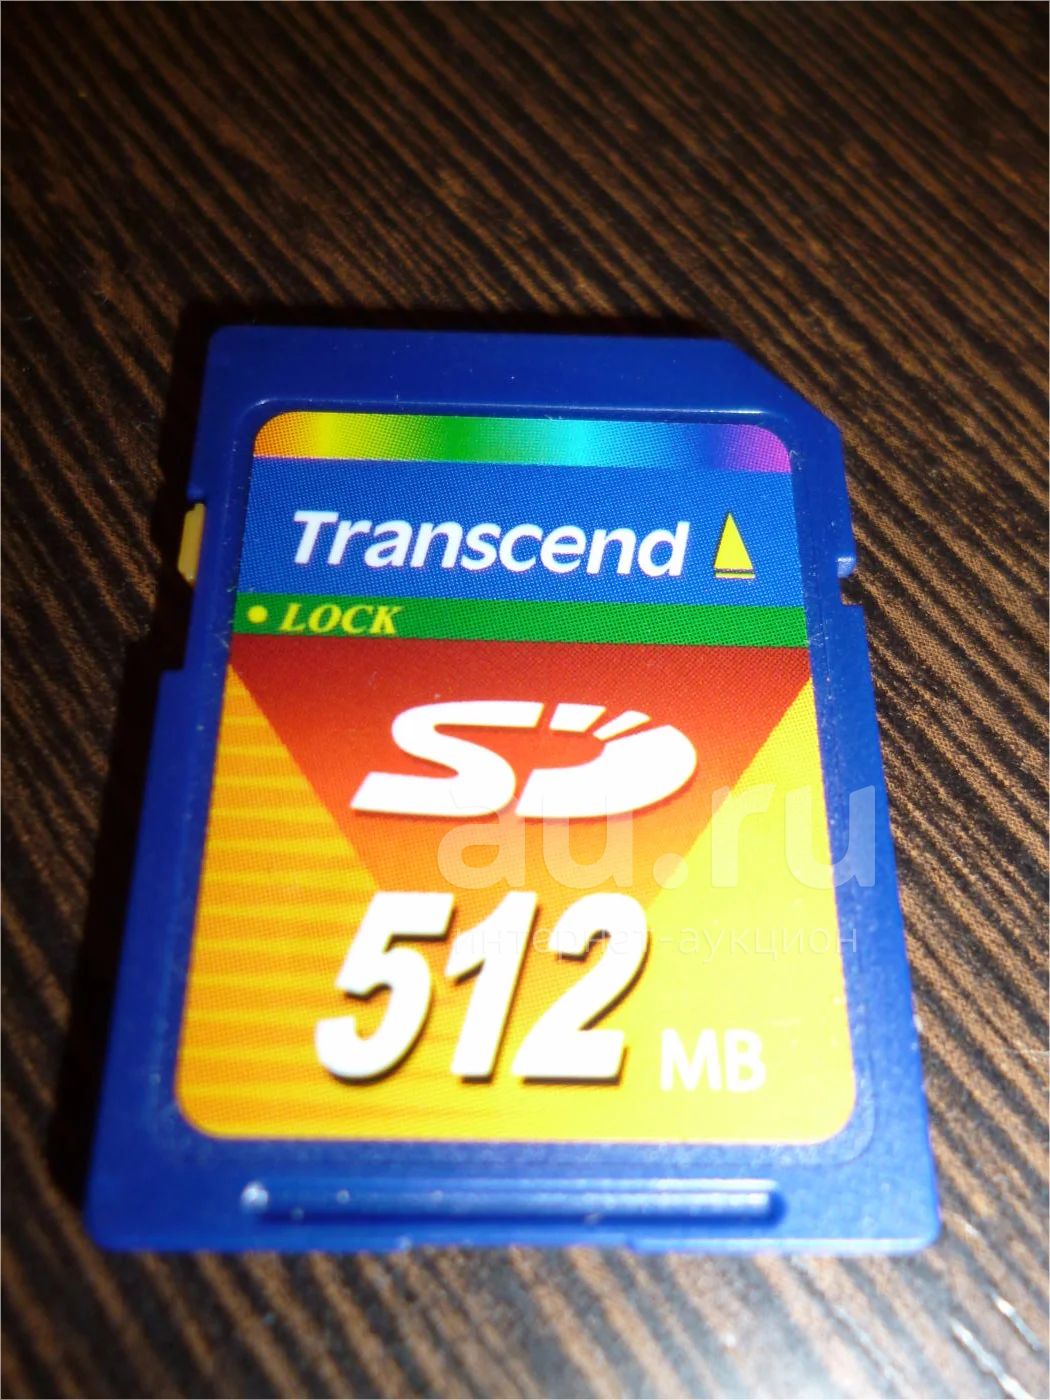 Transcend
• LOCK
SD
au.ru
интернет-аукцион
512
MB